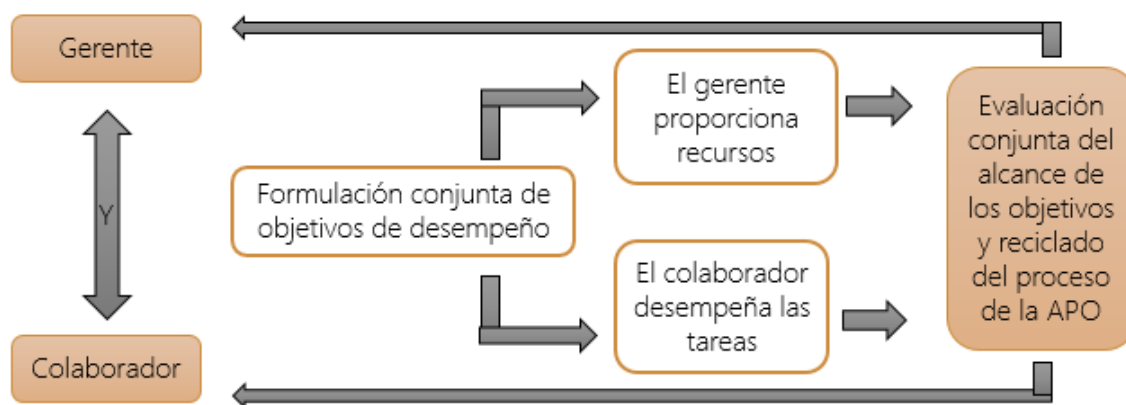 Gerente
Y
Colaborador
Formulación conjunta de
objetivos de desempeño
El gerente
proporciona
recursos
El colaborador
desempeña las
tareas
Evaluación
conjunta del
alcance de
los objetivos
y reciclado
del proceso
de la APO